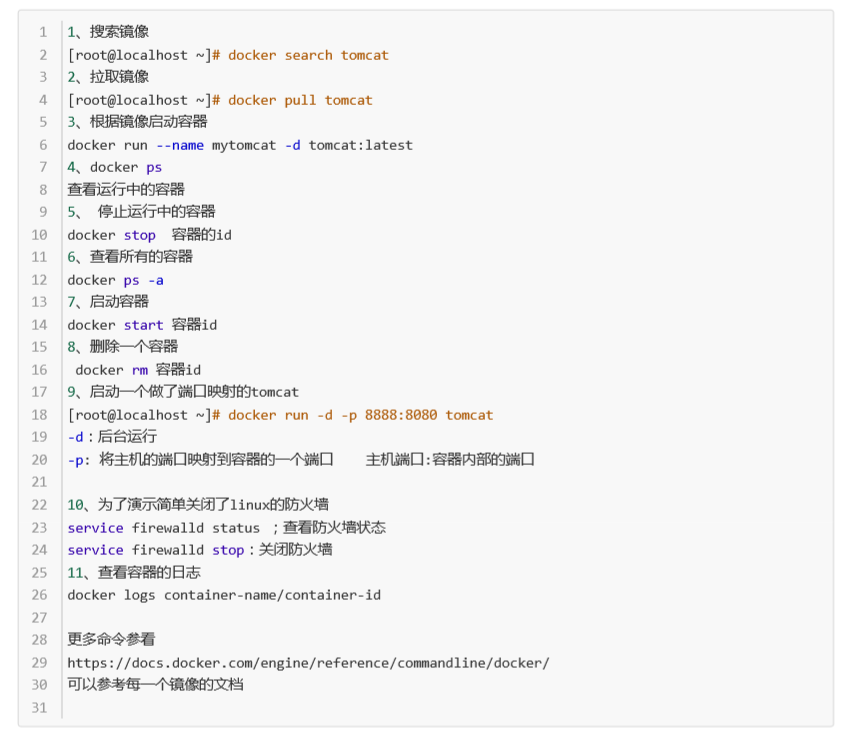 1 1、搜索镜像
2 [root@localhost ~]# docker search tomcat
3 2、拉取镜像
4 [root@localhost ~]# docker pull tomcat
5 3、根据镜像启动容器
6 docker run --name mytomcat -d tomcat:latest
7 4、docker ps
8 查看运行中的容器
9 5、 停止运行中的容器
10 docker stop  容器的id
11 6、查看所有的容器
12 docker ps -a
13 7、启动容器
14 docker start 容器id
15 8、删除一个容器
16  docker rm 容器id
17 9、启动一个做了端口映射的tomcat
18 [root@localhost ~]# docker run -d -p 8888:8080 tomcat
19 -d：后台运行
20 -p: 将主机的端口映射到容器的一个端口    主机端口:容器内部的端口
21
22 10、为了演示简单关闭了linux的防火墙
23 service firewalld status ；查看防火墙状态
24 service firewalld stop：关闭防火墙
25 11、查看容器的日志
26 docker logs container-name/container-id
27
28 更多命令参看
29 https://docs.docker.com/engine/reference/commandline/docker/
30 可以参考每一个镜像的文档
31